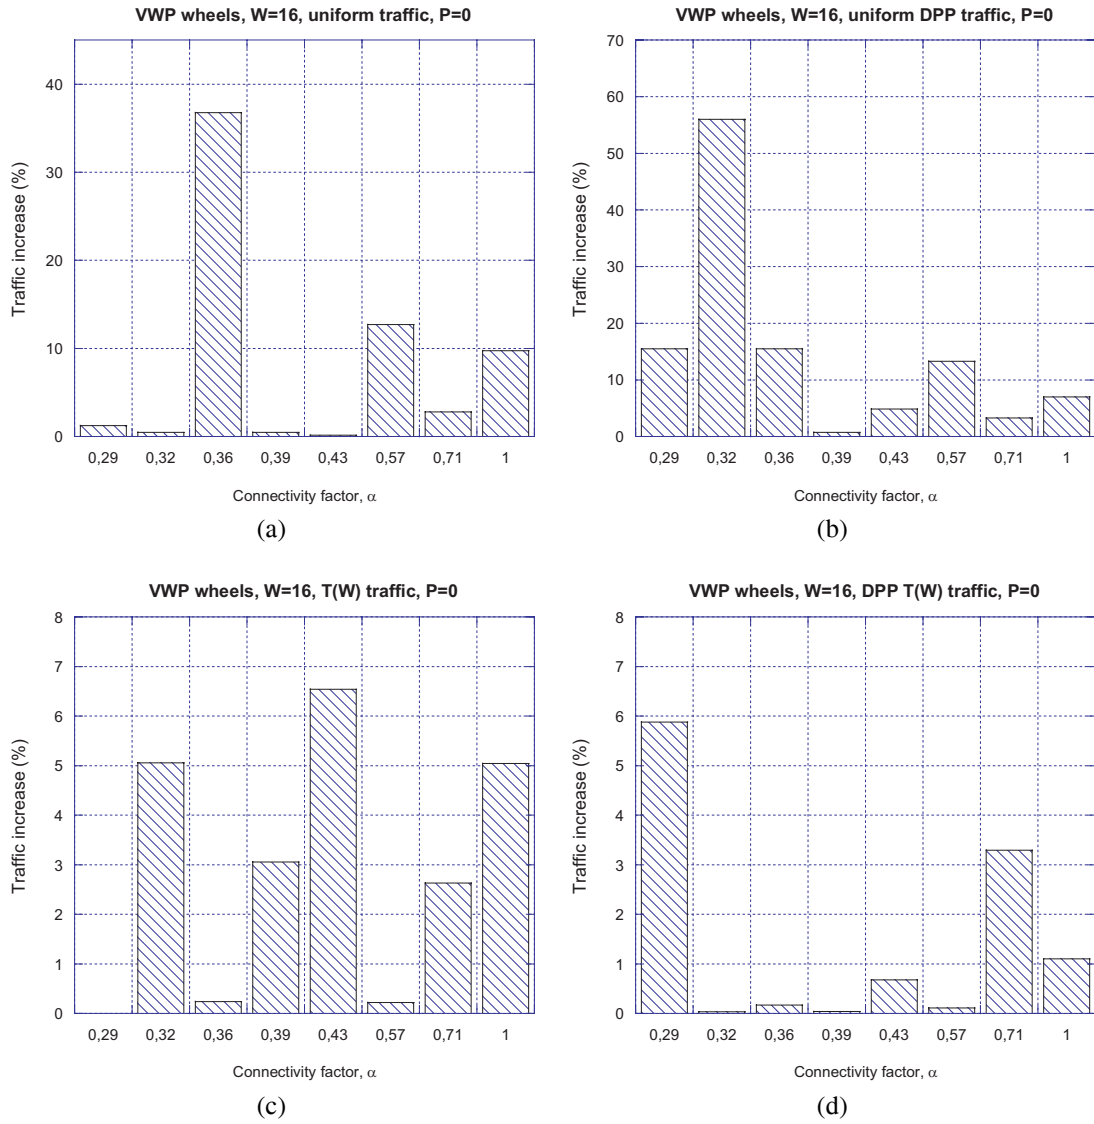 VWP wheels, W=16, uniform traffic, P=0
40
30
20
10
0
Traffic increase (%)
0,29 0,32 0,36 0,39 0,43 0,57 0,71 1
Connectivity factor, α
(a)
VWP wheels, W=16, uniform DPP traffic, P=0
70
60
50
40
30
20
10
0
Traffic increase (%)
0,29 0,32 0,36 0,39 0,43 0,57 0,71 1
Connectivity factor, α
(b)
VWP wheels, W=16, T(W) traffic, P=0
8
7
6
5
4
3
2
1
0
Traffic increase (%)
0,29 0,32 0,36 0,39 0,43 0,57 0,71 1
Connectivity factor, α
(c)
VWP wheels, W=16, DPP T(W) traffic, P=0
8
7
6
5
4
3
2
1
0
Traffic increase (%)
0,29 0,32 0,36 0,39 0,43 0,57 0,71 1
Connectivity factor, α
(d)